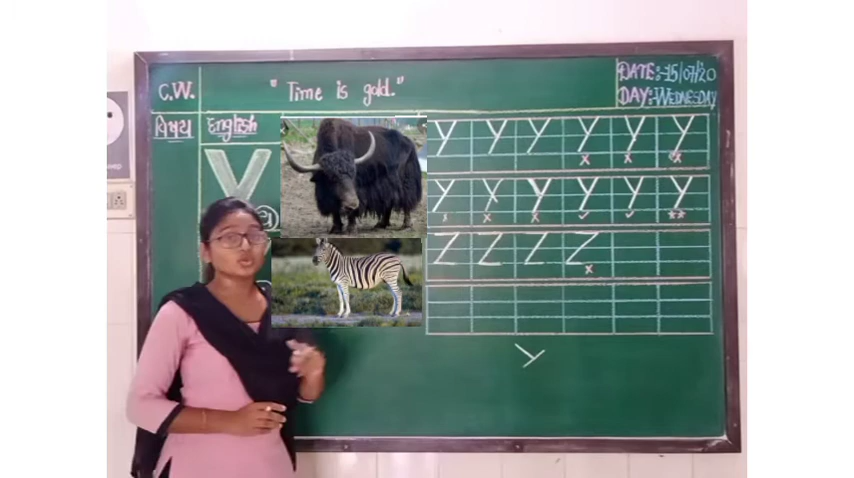 C.W.
" Time is gold."
DATE:-15/07/'20
DAY:-WEDNESDAY
વિષય
English
Y
Y Y Y Y Y Y
x x x
Y Y Y Y Y Y
x x x ✓ ✓ **
Z Z Z Z
x
Y